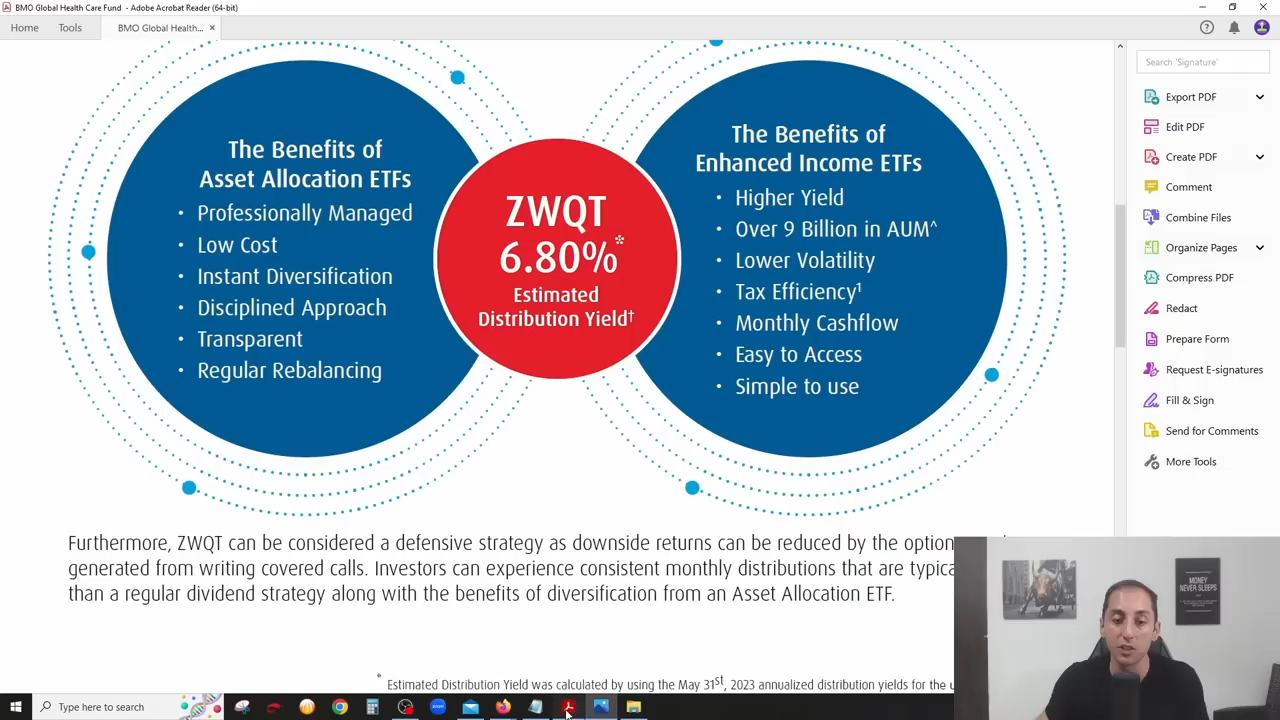 BMO Global Health Care Fund - Adobe Acrobat Reader (64-bit)
Home
Tools
BMO Global Health...
Search 'Signature'
Export PDF
Edit PDF
Create PDF
Comment
Combine Files
Organize Pages
Compress PDF
Redact
Prepare Form
Request E-signatures
Fill & Sign
Send for Comments
More Tools
The Benefits of
Asset Allocation ETFs
• Professionally Managed
• Low Cost
• Instant Diversification
• Disciplined Approach
• Transparent
• Regular Rebalancing
ZWQT
6.80%*
Estimated
Distribution Yield†
The Benefits of
Enhanced Income ETFs
• Higher Yield
• Over 9 Billion in AUM^
• Lower Volatility
• Tax Efficiency¹
• Monthly Cashflow
• Easy to Access
• Simple to use
Furthermore, ZWQT can be considered a defensive strategy as downside returns can be reduced by the option
generated from writing covered calls. Investors can experience consistent monthly distributions that are typica
than a regular dividend strategy along with the benefits of diversification from an Asset Allocation ETF.
* Estimated Distribution Yield was calculated by using the May 31st, 2023 annualized distribution yields for the u
MONEY
NEVER SLEEPS
Type here to search
zoom